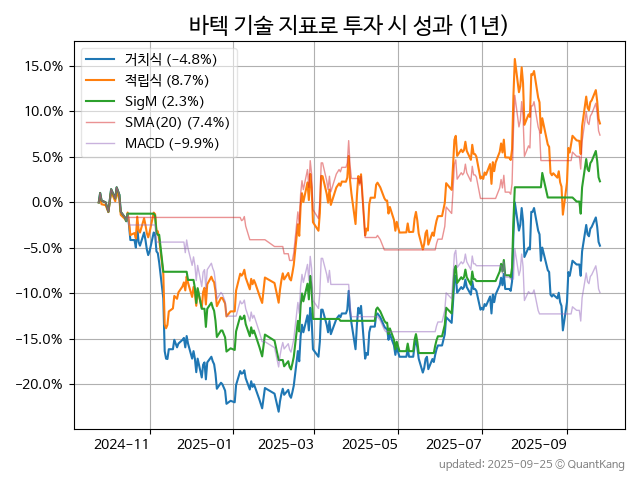 바텍 기술 지표로 투자 시 성과 (1년)
거치식 (−4.8%)
적립식 (8.7%)
SigM (2.3%)
SMA(20) (7.4%)
MACD (−9.9%)
15.0%
10.0%
5.0%
0.0%
−5.0%
−10.0%
−15.0%
−20.0%
2024−11 2025−01 2025−03 2025−05 2025−07 2025−09
updated: 2025-09-25 ⓒ QuantKang